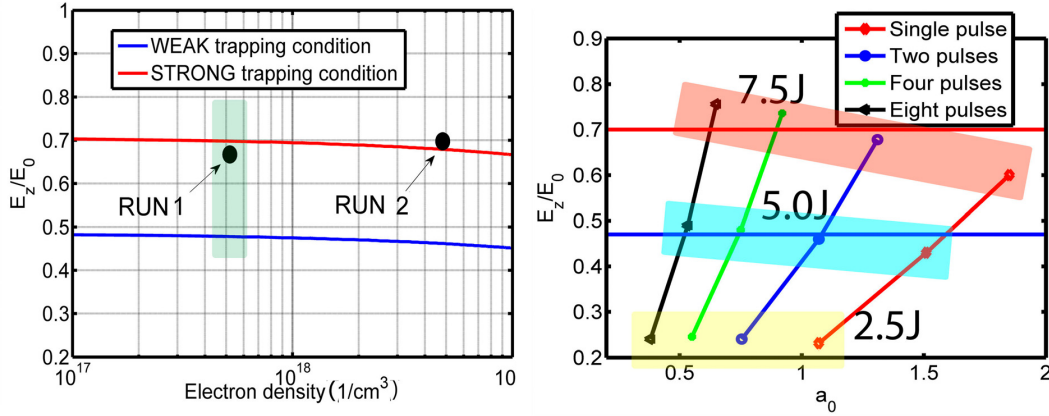 1
0.9
0.8
0.7
0.6
0.5
0.4
0.3
0.2
E_z/E_0
WEAK trapping condition
STRONG trapping condition
RUN 1
RUN 2
10^17
10^18
10
Electron density (1/cm^3)
0.9
0.8
0.7
0.6
0.5
0.4
0.3
0.2
E_z/E_0
Single pulse
Two pulses
Four pulses
Eight pulses
7.5J
5.0J
2.5J
0.5
1
1.5
2
a_0